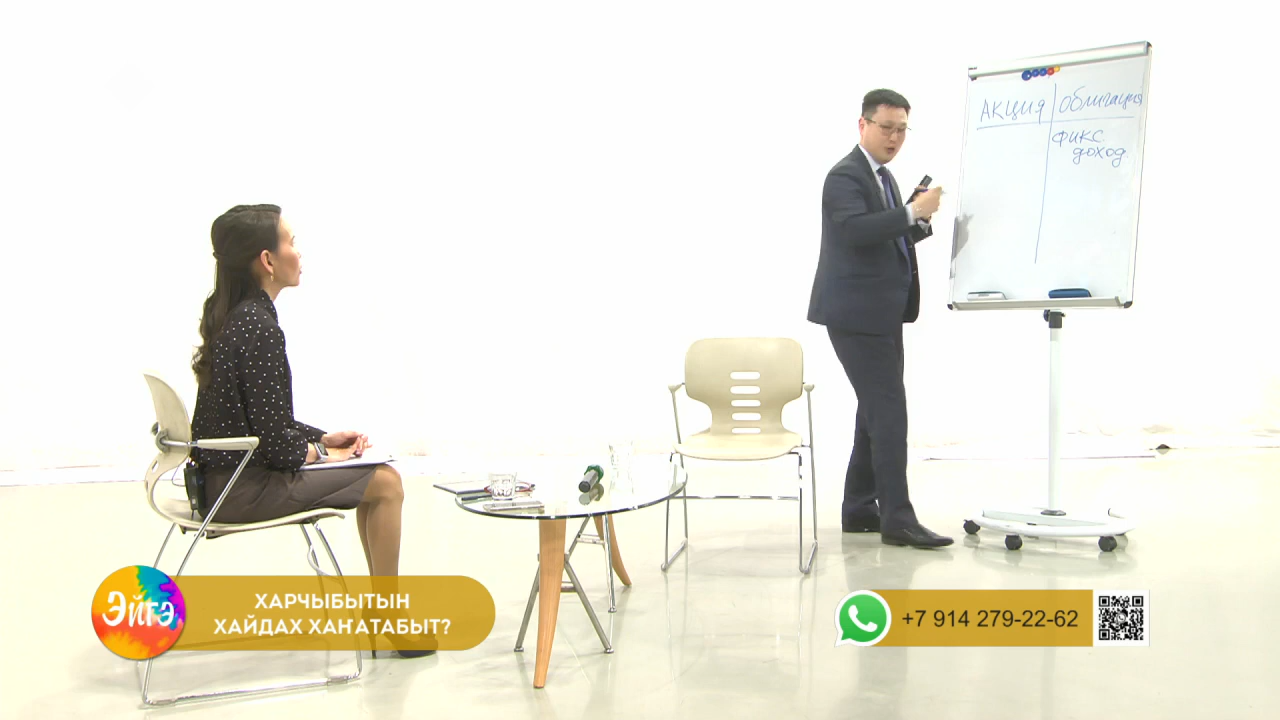 АКЦИЯ
Облигация
ФИКС.
доход
Эйгэ
ХАРЧЫБЫТЫН
ХАЙДАХ ХАҤАТАБЫТ?
+7 914 279-22-62